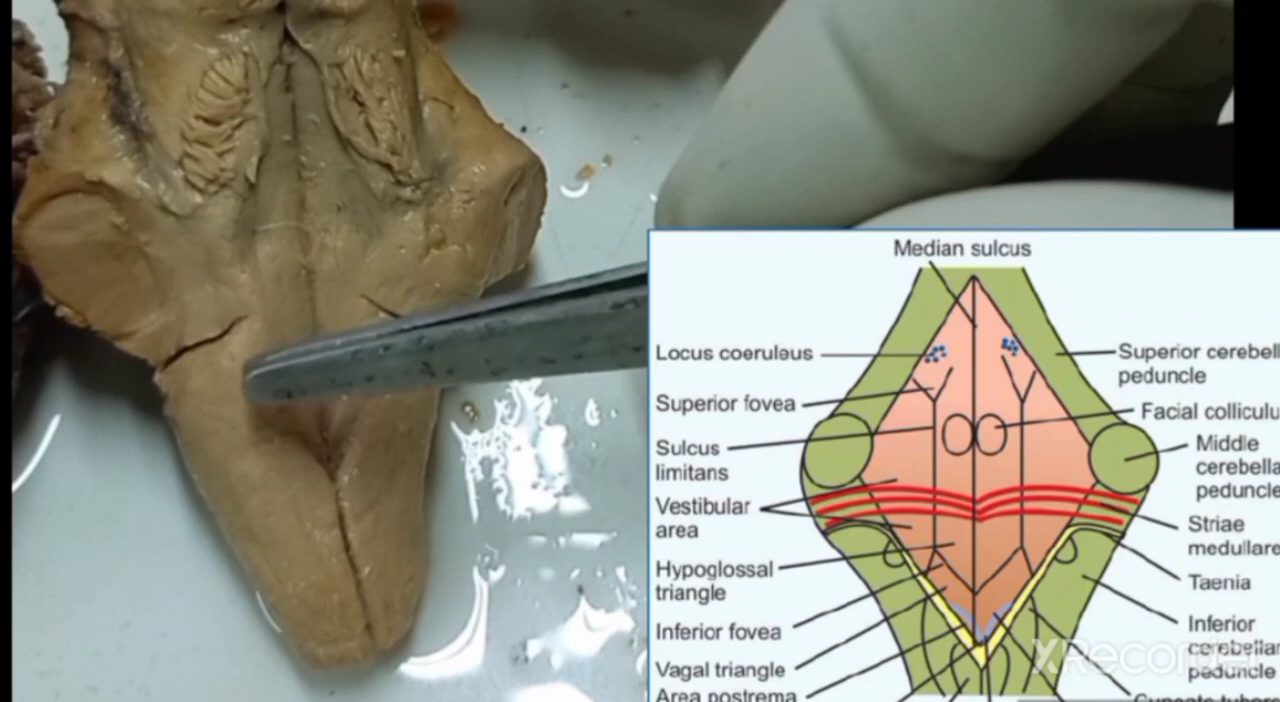 Median sulcus
Locus coeruleus
Superior fovea
Sulcus
limitans
Vestibular
area
Hypoglossal
triangle
Inferior fovea
Vagal triangle
Area postrema
Superior cerebell
peduncle
Facial colliculu
Middle
cerebella
peduncle
Striae
medullare
Taenia
Inferior
cerebellar
peduncle
XRecorder